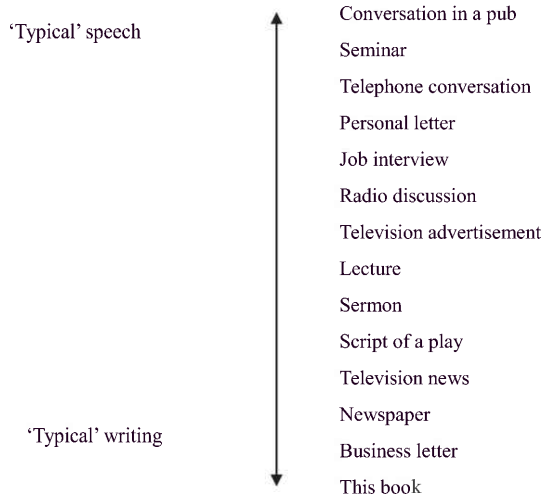 Conversation in a pub
‘Typical’ speech
Seminar
Telephone conversation
Personal letter
Job interview
Radio discussion
Television advertisement
Lecture
Sermon
Script of a play
Television news
Newspaper
‘Typical’ writing
Business letter
This book